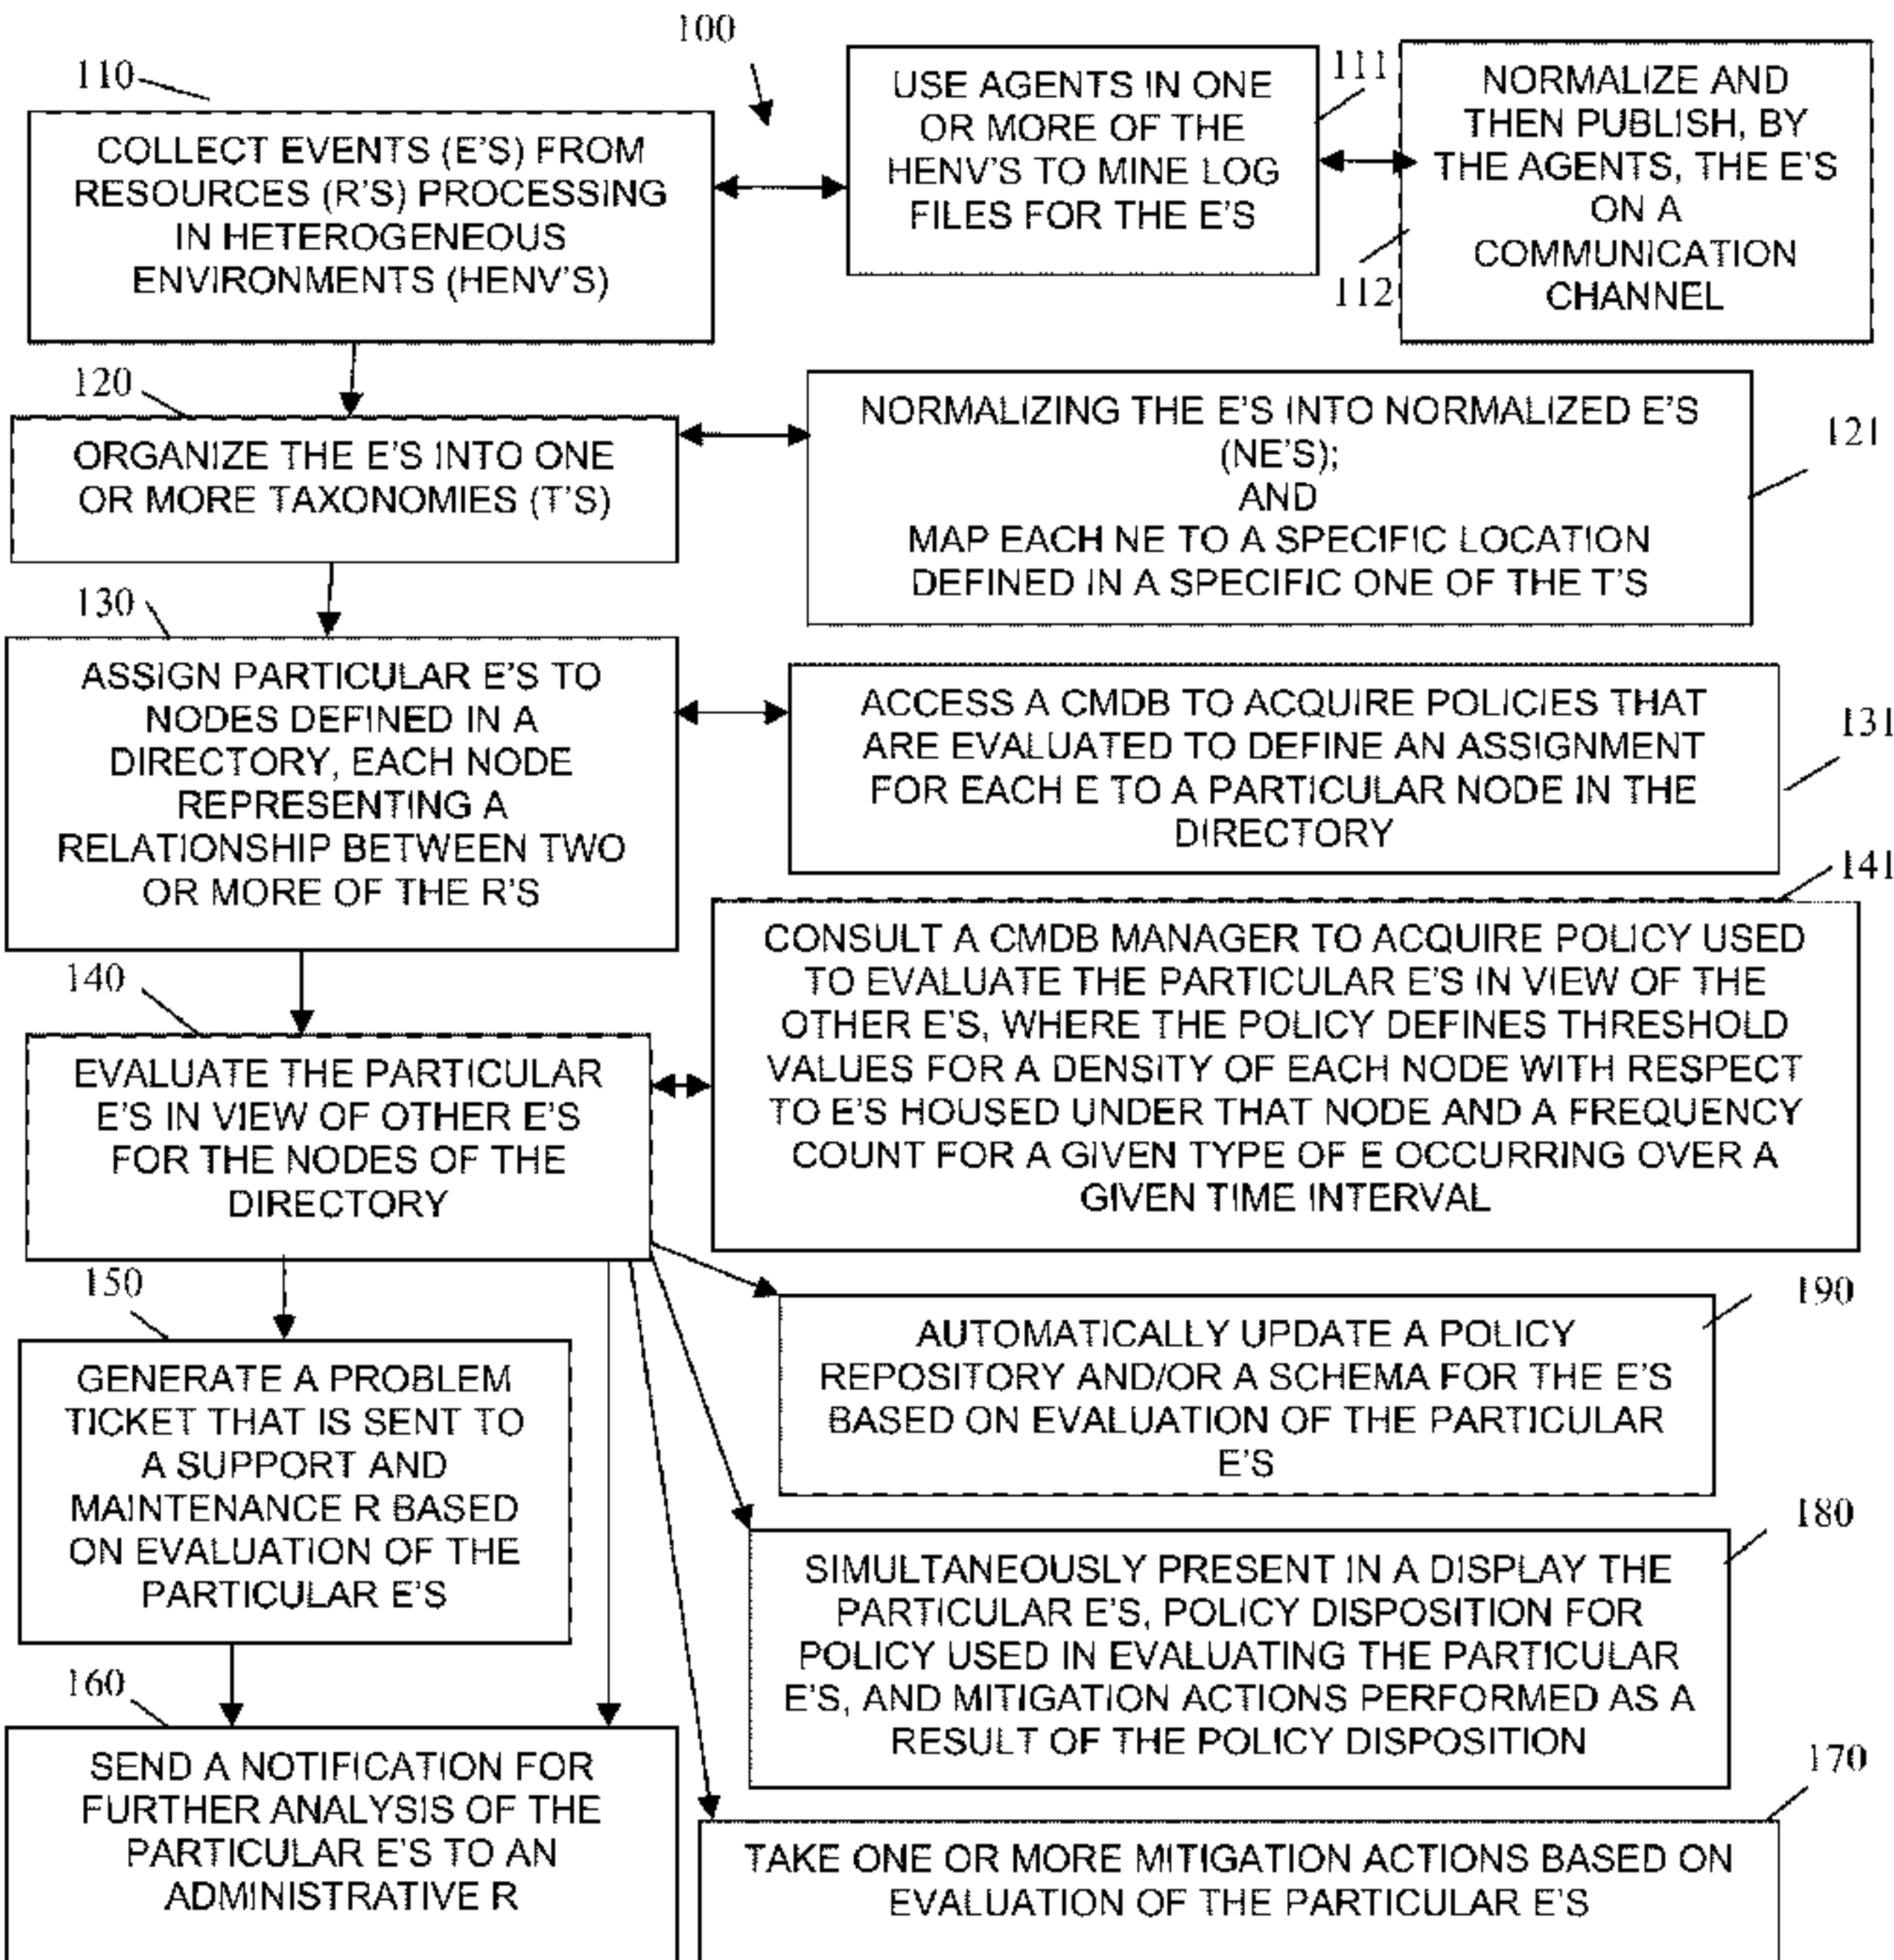 100
110
COLLECT EVENTS (E'S) FROM
RESOURCES (R'S) PROCESSING
IN HETEROGENEOUS
ENVIRONMENTS (HENV'S)
USE AGENTS IN ONE
OR MORE OF THE
HENV'S TO MINE LOG
FILES FOR THE E'S
111
NORMALIZE AND
THEN PUBLISH, BY
THE AGENTS, THE E'S
ON A
COMMUNICATION
CHANNEL
112
120
ORGANIZE THE E'S INTO ONE
OR MORE TAXONOMIES (T'S)
NORMALIZING THE E'S INTO NORMALIZED E'S
(NE'S);
AND
MAP EACH NE TO A SPECIFIC LOCATION
DEFINED IN A SPECIFIC ONE OF THE T'S
121
130
ASSIGN PARTICULAR E'S TO
NODES DEFINED IN A
DIRECTORY, EACH NODE
REPRESENTING A
RELATIONSHIP BETWEEN TWO
OR MORE OF THE R'S
ACCESS A CMDB TO ACQUIRE POLICIES THAT
ARE EVALUATED TO DEFINE AN ASSIGNMENT
FOR EACH E TO A PARTICULAR NODE IN THE
DIRECTORY
131
141
CONSULT A CMDB MANAGER TO ACQUIRE POLICY USED
TO EVALUATE THE PARTICULAR E'S IN VIEW OF THE
OTHER E'S, WHERE THE POLICY DEFINES THRESHOLD
VALUES FOR A DENSITY OF EACH NODE WITH RESPECT
TO E'S HOUSED UNDER THAT NODE AND A FREQUENCY
COUNT FOR A GIVEN TYPE OF E OCCURRING OVER A
GIVEN TIME INTERVAL
140
EVALUATE THE PARTICULAR
E'S IN VIEW OF OTHER E'S
FOR THE NODES OF THE
DIRECTORY
150
GENERATE A PROBLEM
TICKET THAT IS SENT TO
A SUPPORT AND
MAINTENANCE R BASED
ON EVALUATION OF THE
PARTICULAR E'S
190
AUTOMATICALLY UPDATE A POLICY
REPOSITORY AND/OR A SCHEMA FOR THE E'S
BASED ON EVALUATION OF THE PARTICULAR
E'S
180
SIMULTANEOUSLY PRESENT IN A DISPLAY THE
PARTICULAR E'S, POLICY DISPOSITION FOR
POLICY USED IN EVALUATING THE PARTICULAR
E'S, AND MITIGATION ACTIONS PERFORMED AS A
RESULT OF THE POLICY DISPOSITION
160
SEND A NOTIFICATION FOR
FURTHER ANALYSIS OF THE
PARTICULAR E'S TO AN
ADMINISTRATIVE R
170
TAKE ONE OR MORE MITIGATION ACTIONS BASED ON
EVALUATION OF THE PARTICULAR E'S